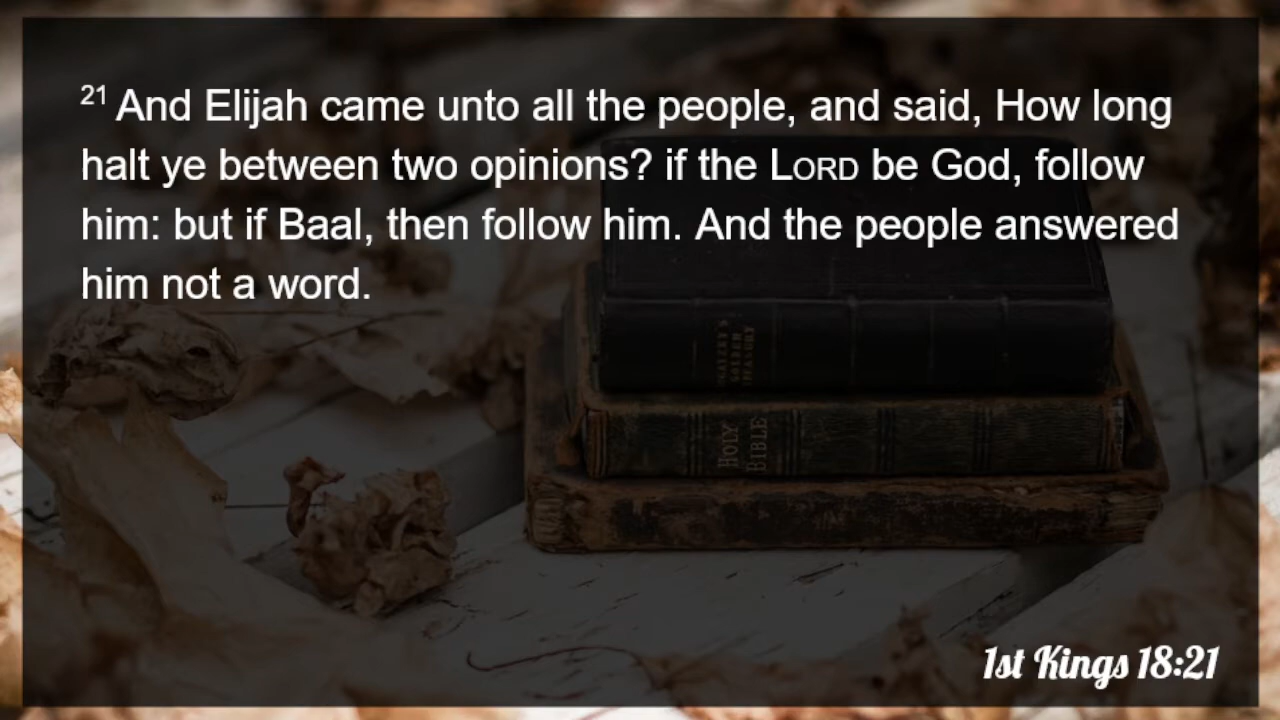 21 And Elijah came unto all the people, and said, How long
halt ye between two opinions? if the LORD be God, follow
him: but if Baal, then follow him. And the people answered
him not a word.
HOLY
BIBLE
1st Kings 18:21